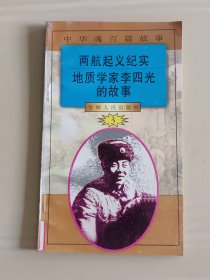 中华魂百篇故事
两航起义纪实
地质学家李四光
的故事
吉林人民出版社